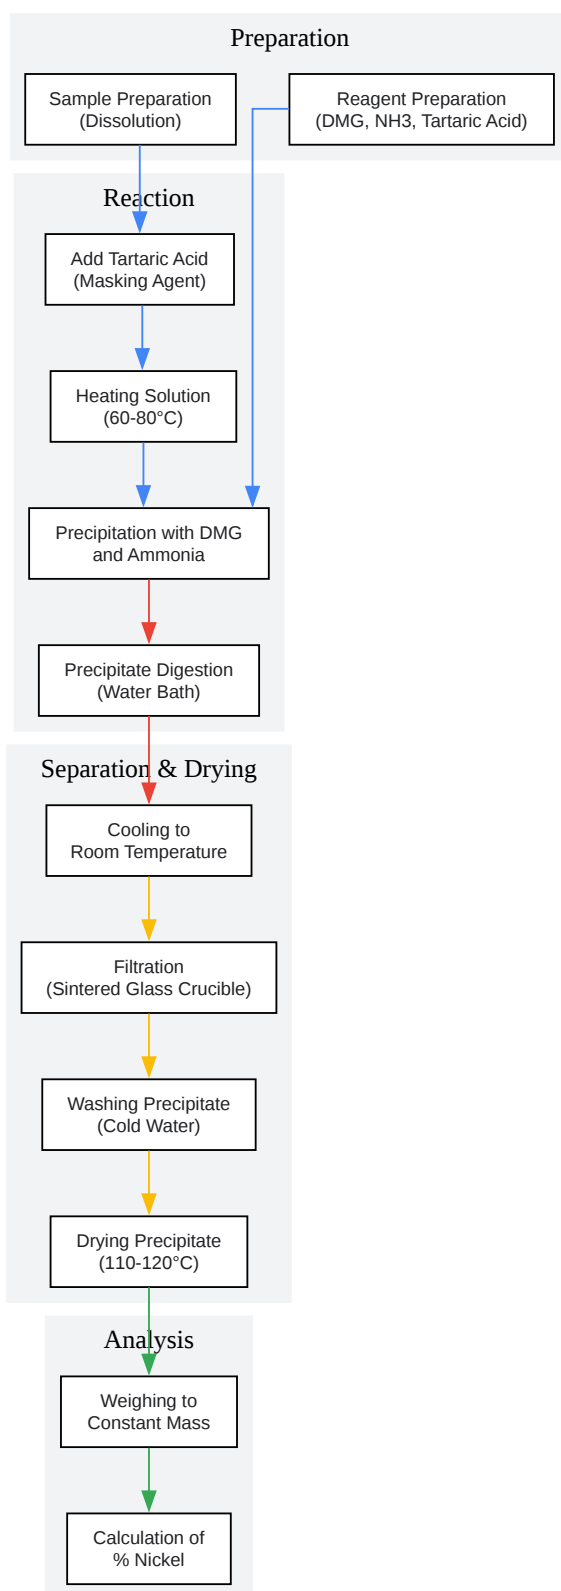 Preparation
Sample Preparation
(Dissolution)
Reagent Preparation
(DMG, NH3, Tartaric Acid)
Reaction
Add Tartaric Acid
(Masking Agent)
Heating Solution
(60-80°C)
Precipitation with DMG
and Ammonia
Precipitate Digestion
(Water Bath)
Separation & Drying
Cooling to
Room Temperature
Filtration
(Sintered Glass Crucible)
Washing Precipitate
(Cold Water)
Drying Precipitate
(110-120°C)
Analysis
Weighing to
Constant Mass
Calculation of
% Nickel